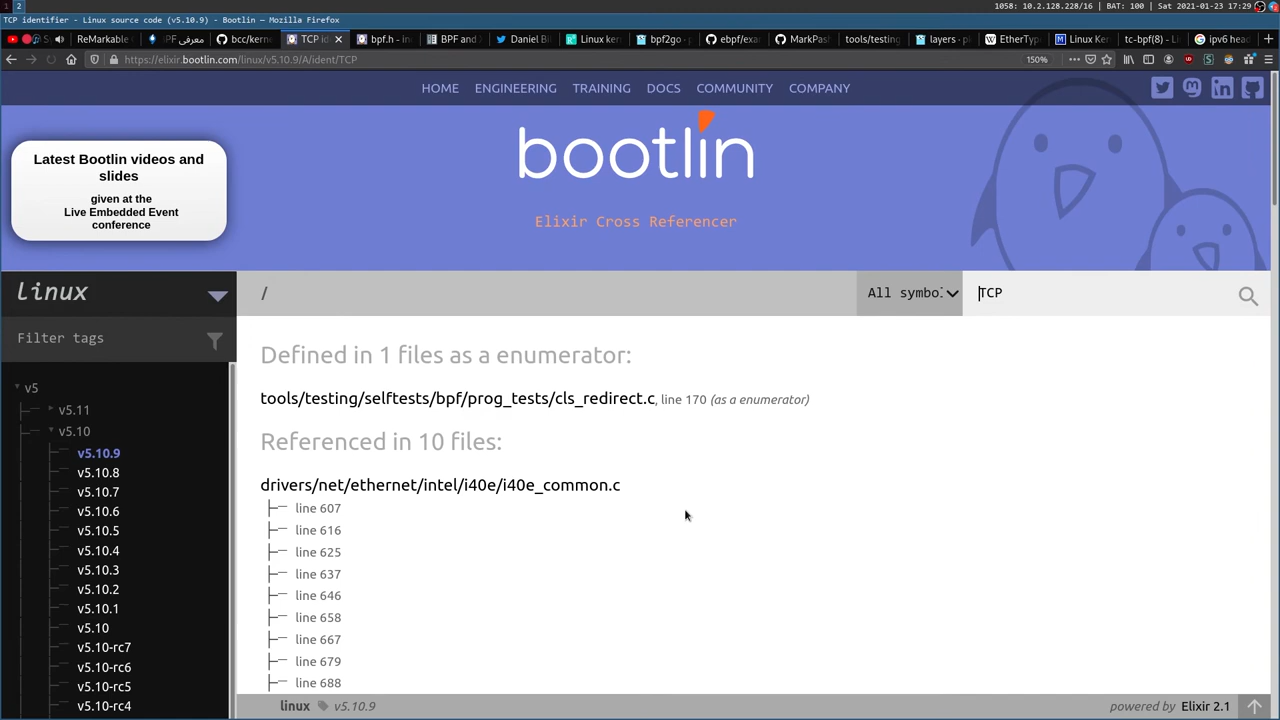 1 2
1058: 10.2.128.228/16 | BAT: 100 | Sat 2021-01-23 17:29
TCP identifier - Linux source code (v5.10.9) - Bootlin — Mozilla Firefox
ReMarkable
معرفی
bcc/kern
TCP id
bpf.h - in
BPF and
Daniel B
Linux ker
bpf2go
ebpf/exa
MarkPas
tools/testing
layers - p
EtherTyp
Linux Ke
tc-bpf(8) - Li
ipv6 hea
https://elixir.bootlin.com/linux/v5.10.9/A/ident/TCP
150%
HOME ENGINEERING TRAINING DOCS COMMUNITY COMPANY
Latest Bootlin videos and
slides
given at the
Live Embedded Event
conference
bootlin
Elixir Cross Referencer
linux
/
All symbol
TCP
Filter tags
v5
v5.11
v5.10
v5.10.9
v5.10.8
v5.10.7
v5.10.6
v5.10.5
v5.10.4
v5.10.3
v5.10.2
v5.10.1
v5.10
v5.10-rc7
v5.10-rc6
v5.10-rc5
v5.10-rc4
Defined in 1 files as a enumerator:
tools/testing/selftests/bpf/prog_tests/cls_redirect.c, line 170 (as a enumerator)
Referenced in 10 files:
drivers/net/ethernet/intel/i40e/i40e_common.c
line 607
line 616
line 625
line 637
line 646
line 658
line 667
line 679
line 688
linux v5.10.9
powered by Elixir 2.1